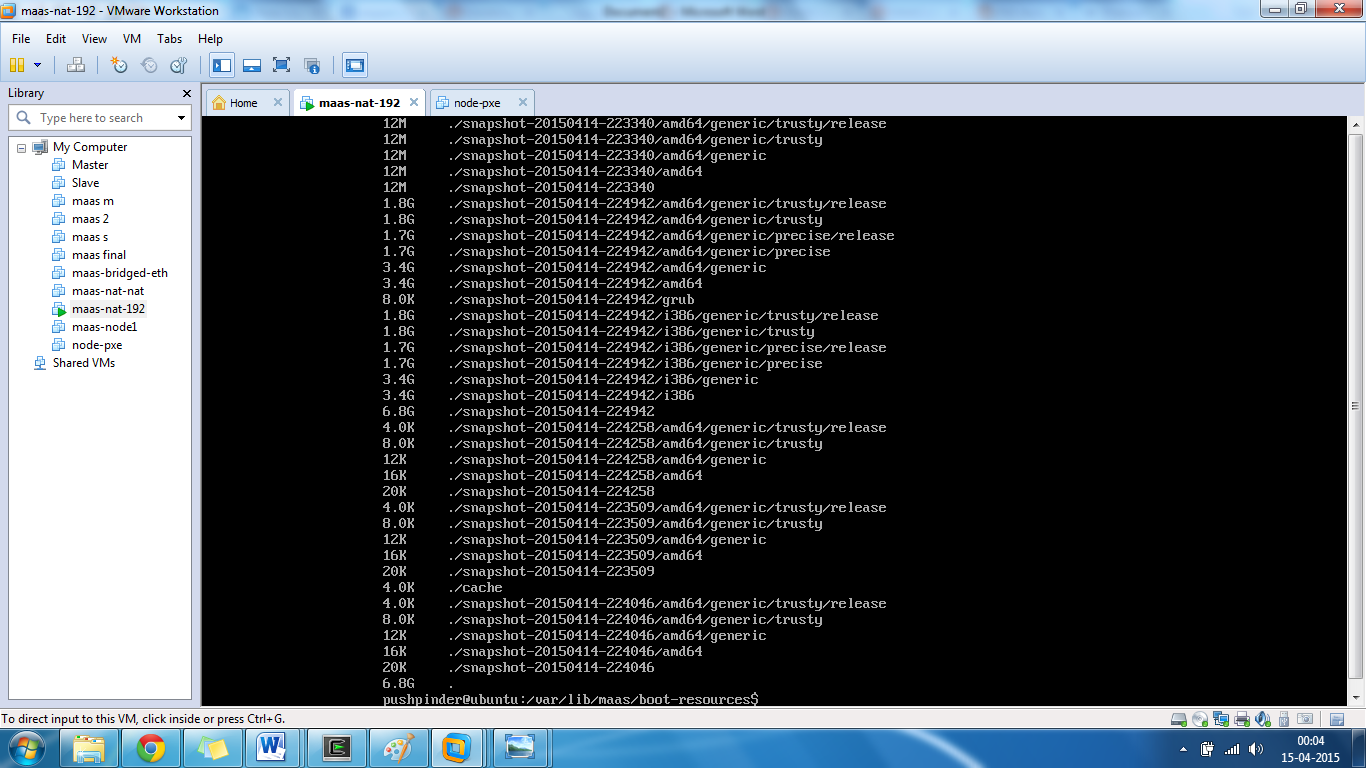 maas-nat-192 - VMware Workstation
File Edit View VM Tabs Help
Library
Type here to search
My Computer
Master
Slave
maas m
maas 2
maas s
maas final
maas-bridged-eth
maas-nat-nat
maas-nat-192
maas-node1
node-pxe
Shared VMs
Home maas-nat-192 node-pxe
12M ./snapshot-20150414-223340/amd64/generic/trusty/release
12M ./snapshot-20150414-223340/amd64/generic/trusty
12M ./snapshot-20150414-223340/amd64/generic
12M ./snapshot-20150414-223340/amd64
12M ./snapshot-20150414-223340
1.8G ./snapshot-20150414-224942/amd64/generic/trusty/release
1.8G ./snapshot-20150414-224942/amd64/generic/trusty
1.7G ./snapshot-20150414-224942/amd64/generic/precise/release
1.7G ./snapshot-20150414-224942/amd64/generic/precise
3.4G ./snapshot-20150414-224942/amd64/generic
3.4G ./snapshot-20150414-224942/amd64
8.0K ./snapshot-20150414-224942/grub
1.8G ./snapshot-20150414-224942/i386/generic/trusty/release
1.8G ./snapshot-20150414-224942/i386/generic/trusty
1.7G ./snapshot-20150414-224942/i386/generic/precise/release
1.7G ./snapshot-20150414-224942/i386/generic/precise
3.4G ./snapshot-20150414-224942/i386/generic
3.4G ./snapshot-20150414-224942/i386
6.8G ./snapshot-20150414-224942
4.0K ./snapshot-20150414-224258/amd64/generic/trusty/release
8.0K ./snapshot-20150414-224258/amd64/generic/trusty
12K ./snapshot-20150414-224258/amd64/generic
16K ./snapshot-20150414-224258/amd64
20K ./snapshot-20150414-224258
4.0K ./snapshot-20150414-223509/amd64/generic/trusty/release
8.0K ./snapshot-20150414-223509/amd64/generic/trusty
12K ./snapshot-20150414-223509/amd64/generic
16K ./snapshot-20150414-223509/amd64
20K ./snapshot-20150414-223509
4.0K ./cache
4.0K ./snapshot-20150414-224046/amd64/generic/trusty/release
8.0K ./snapshot-20150414-224046/amd64/generic/trusty
12K ./snapshot-20150414-224046/amd64/generic
16K ./snapshot-20150414-224046/amd64
20K ./snapshot-20150414-224046
6.8G .
pushpinder@ubuntu:/var/lib/maas/boot-resources$
To direct input to this VM, click inside or press Ctrl+G.
00:04
15-04-2015